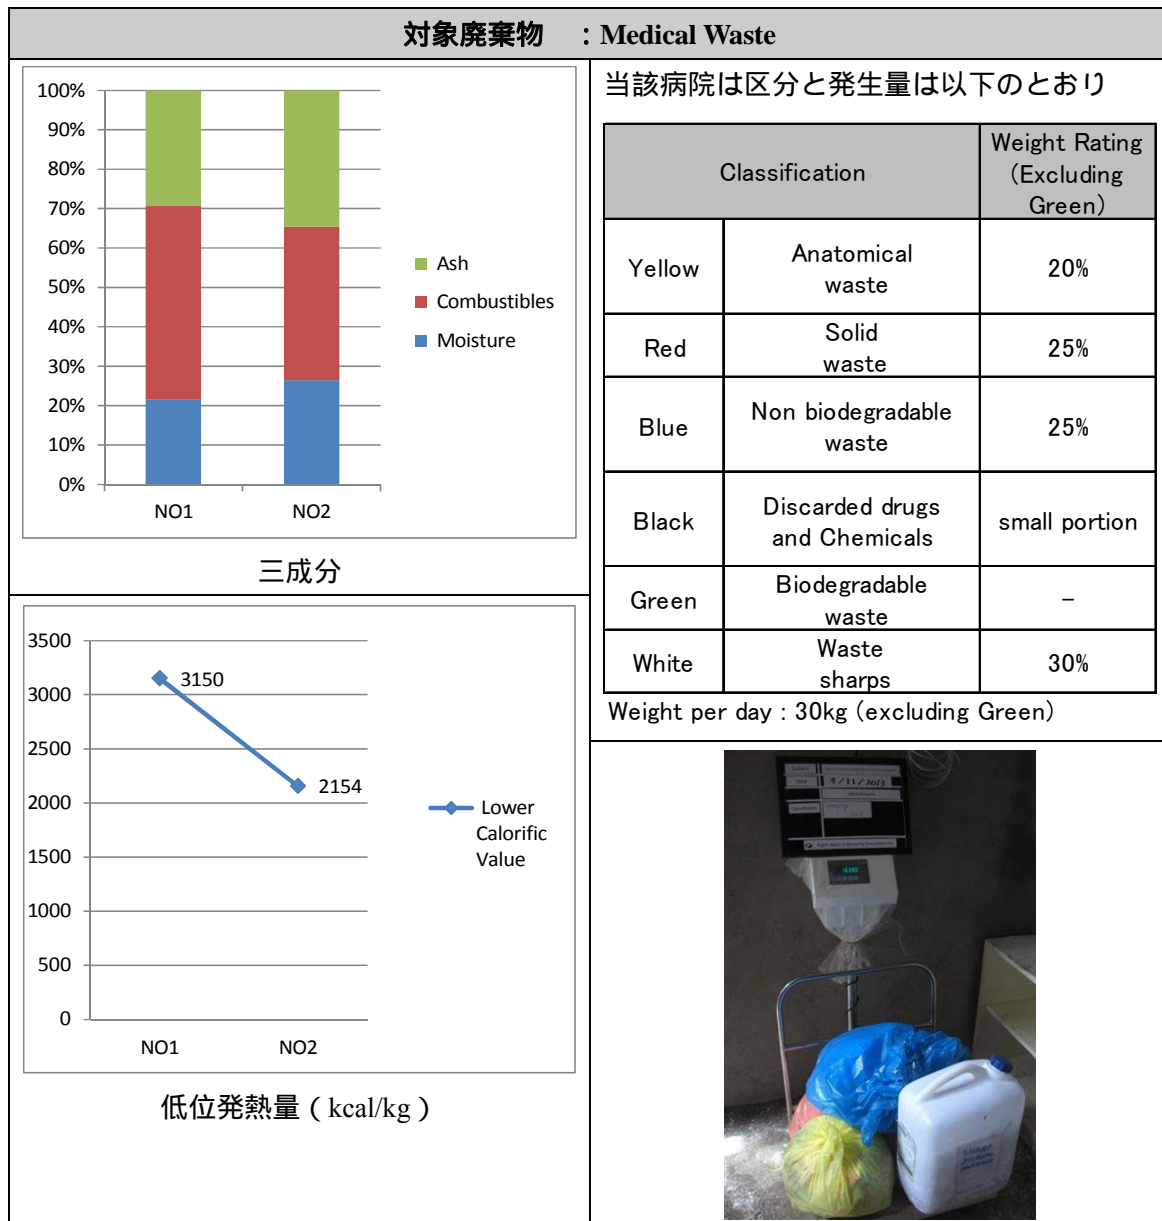 対象廃棄物 : Medical Waste
100%
90%
80%
70%
60%
50%
40%
30%
20%
10%
0%
NO1 NO2
Ash
Combustibles
Moisture
三成分
3500
3000
2500
2000
1500
1000
500
0
3150
2154
NO1 NO2
Lower
Calorific
Value
低位発熱量(kcal/kg)
当該病院は区分と発生量は以下のとおり
Classification
Weight Rating
(Excluding
Green)
Yellow
Anatomical
waste
20%
Red
Solid
waste
25%
Blue
Non biodegradable
waste
25%
Black
Discarded drugs
and Chemicals
small portion
Green
Biodegradable
waste
-
White
Waste
sharps
30%
Weight per day : 30kg (excluding Green)